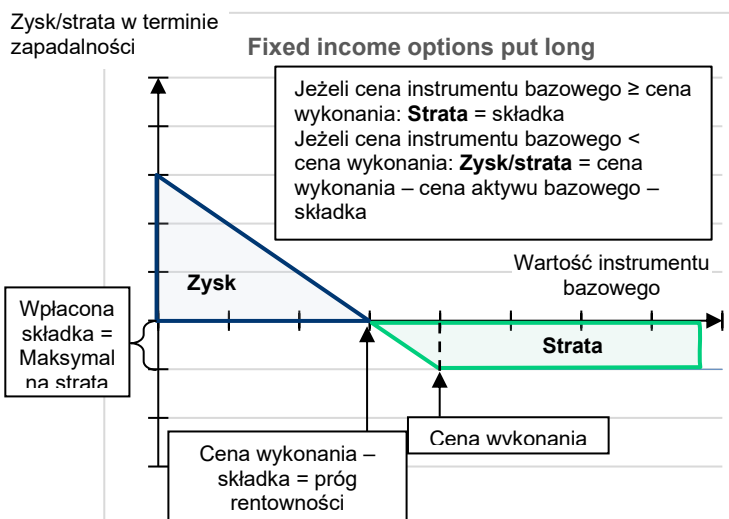 Zysk/strata w terminie
zapadalności
Fixed income options put long
Jeżeli cena instrumentu bazowego ≥ cena
wykonania: Strata = składka
Jeżeli cena instrumentu bazowego <
cena wykonania: Zysk/strata = cena
wykonania – cena aktywu bazowego –
składka
Wartość instrumentu
bazowego
Zysk
Wpłacona
składka =
Maksymal
na strata
Strata
Cena wykonania
Cena wykonania –
składka = próg
rentowności